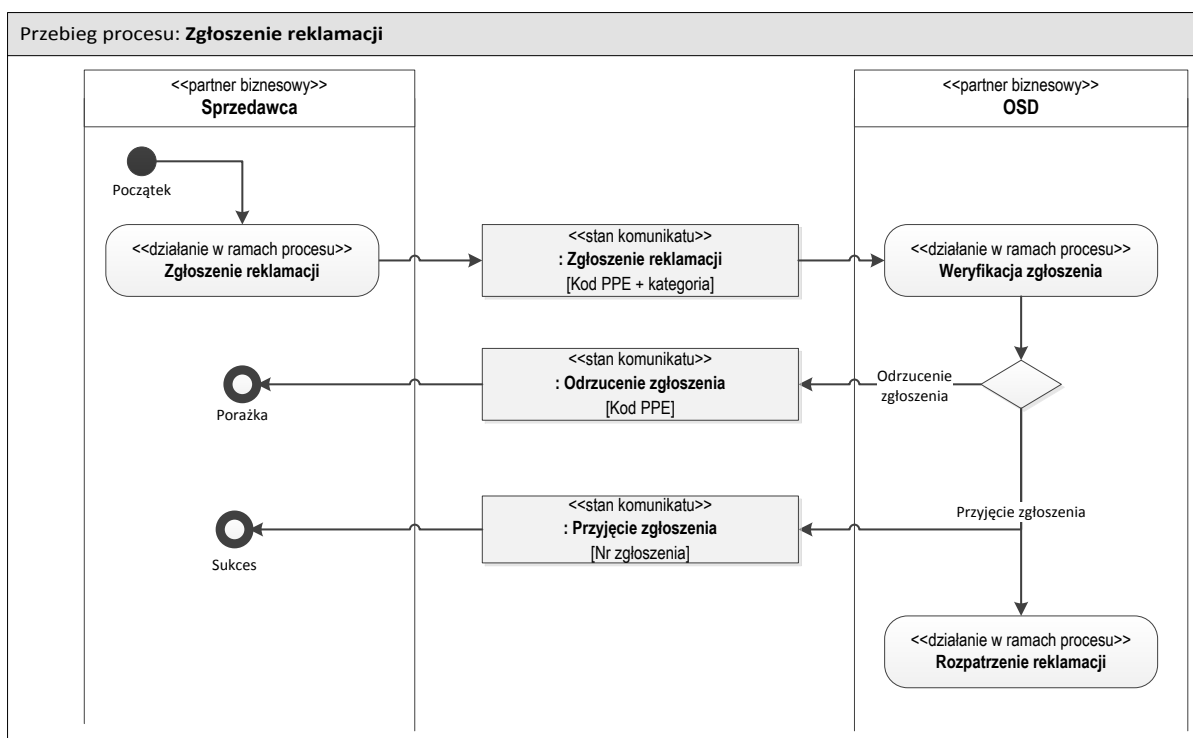 Przebieg procesu: Zgłoszenie reklamacji
<<partner biznesowy>>
Sprzedawca
<<partner biznesowy>>
OSD
Początek
<<działanie w ramach procesu>>
Zgłoszenie reklamacji
<<stan komunikatu>>
: Zgłoszenie reklamacji
[Kod PPE + kategoria]
<<działanie w ramach procesu>>
Weryfikacja zgłoszenia
Porażka
<<stan komunikatu>>
: Odrzucenie zgłoszenia
[Kod PPE]
Odrzucenie
zgłoszenia
Sukces
<<stan komunikatu>>
: Przyjęcie zgłoszenia
[Nr zgłoszenia]
Przyjęcie zgłoszenia
<<działanie w ramach procesu>>
Rozpatrzenie reklamacji